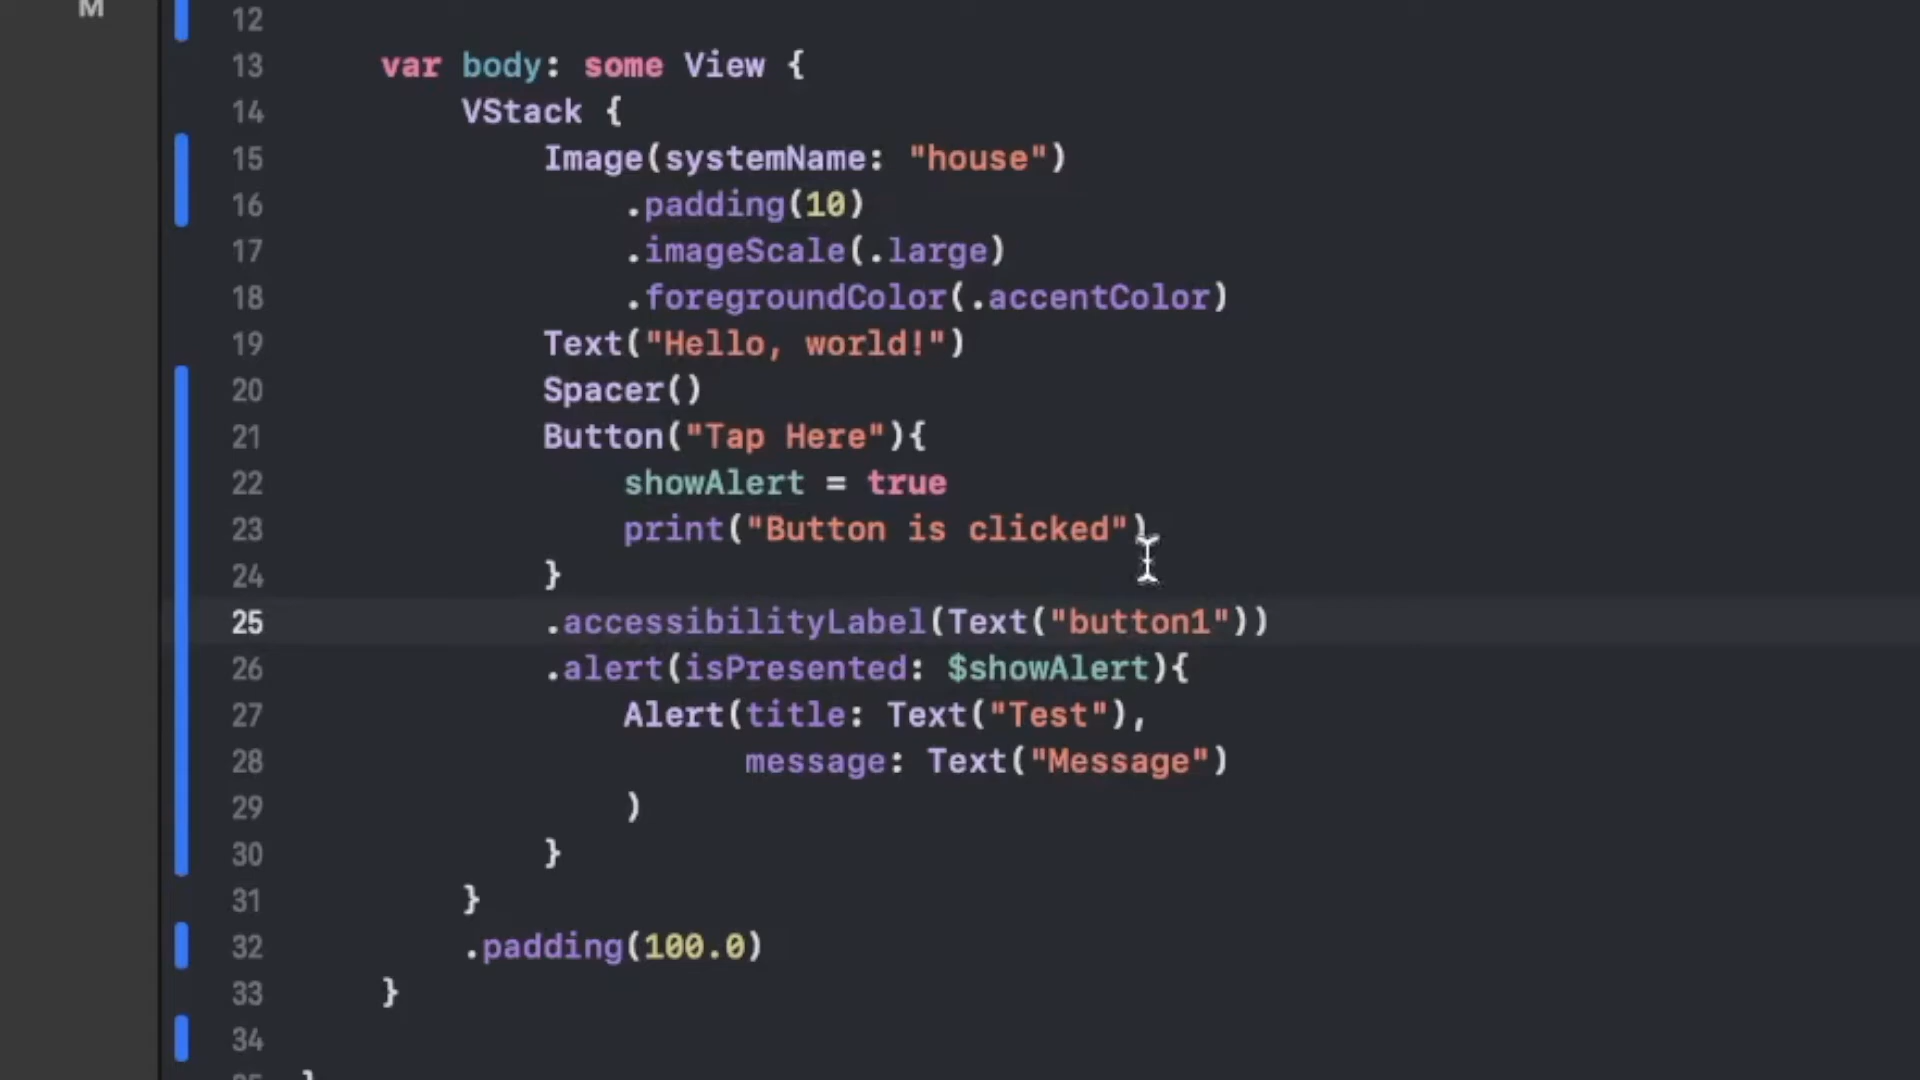 M
12
13 var body: some View {
14 VStack {
15 Image(systemName: "house")
16 .padding(10)
17 .imageScale(.large)
18 .foregroundColor(.accentColor)
19 Text("Hello, world!")
20 Spacer()
21 Button("Tap Here"){
22 showAlert = true
23 print("Button is clicked")
24 }
25 .accessibilityLabel(Text("button1"))
26 .alert(isPresented: $showAlert){
27 Alert(title: Text("Test"),
28 message: Text("Message")
29 )
30 }
31 }
32 .padding(100.0)
33 }
34